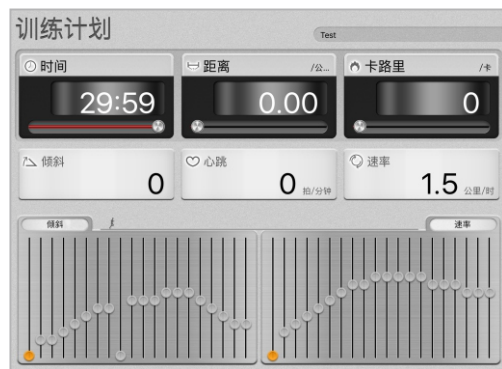 训练计划
Test
时间
29:59
距离 /公...
0.00
卡路里 /卡
0
倾斜
0
心跳
0 拍/分钟
速率
1.5 公里/时
倾斜
速率